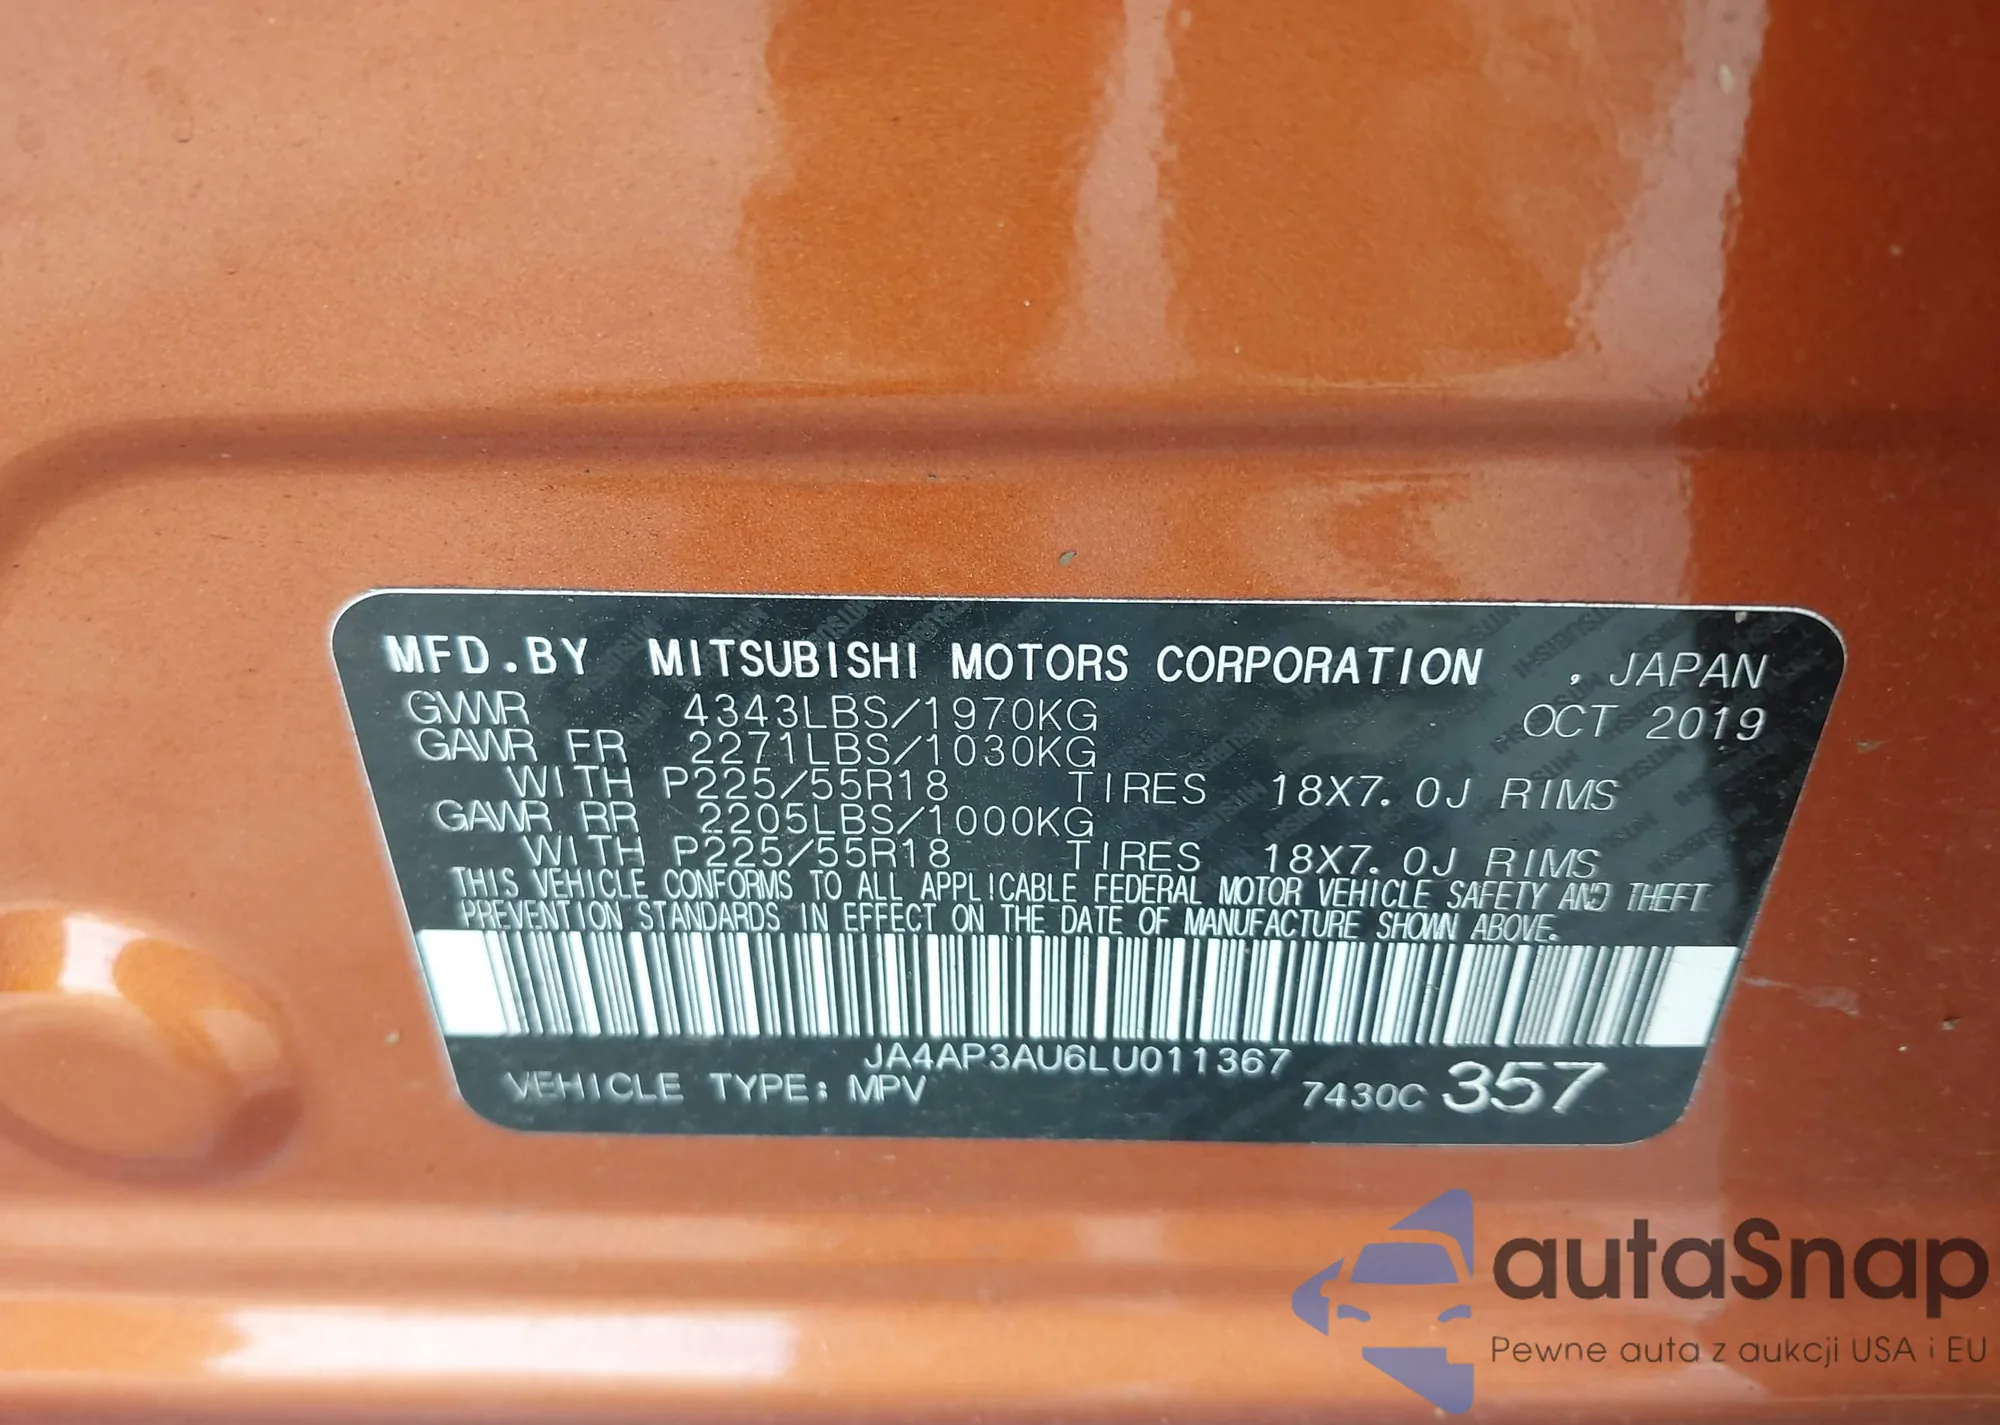 MFD.BY MITSUBISHI MOTORS CORPORATION , JAPAN
GVWR 4343LBS/1970KG OCT 2019
GAWR FR 2271LBS/1030KG
WITH P225/55R18 TIRES 18X7.0J RIMS
GAWR RR 2205LBS/1000KG
WITH P225/55R18 TIRES 18X7.0J RIMS
THIS VEHICLE CONFORMS TO ALL APPLICABLE FEDERAL MOTOR VEHICLE SAFETY AND THEFT
PREVENTION STANDARDS IN EFFECT ON THE DATE OF MANUFACTURE SHOWN ABOVE.
JA4AP3AU6LU011367
VEHICLE TYPE: MPV 7430C 357
autaSnap
Pewne auta z aukcji USA i EU